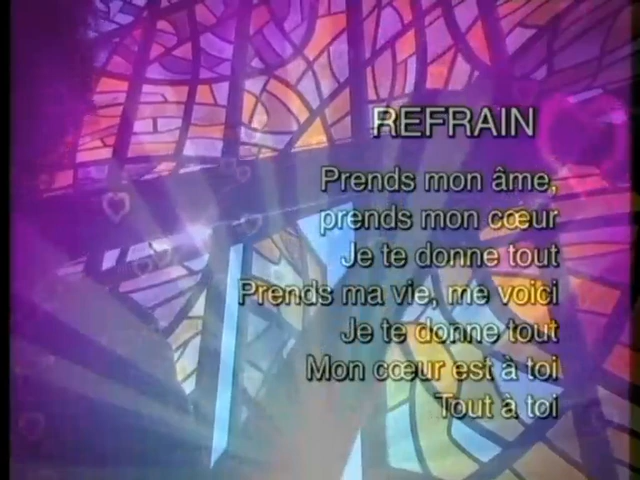 REFRAIN
Prends mon âme,
prends mon cœur
Je te donne tout
Prends ma vie, me voici
Je te donne tout
Mon cœur est à toi
Tout à toi